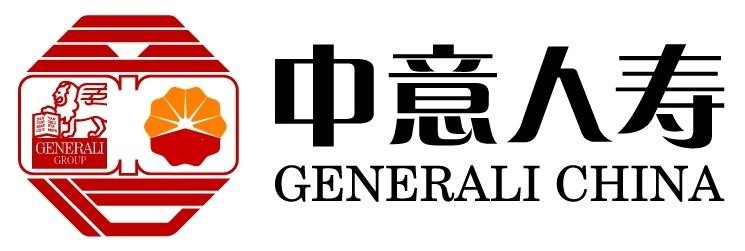 GENERALI
GROUP
中意人寿
GENERALI CHINA